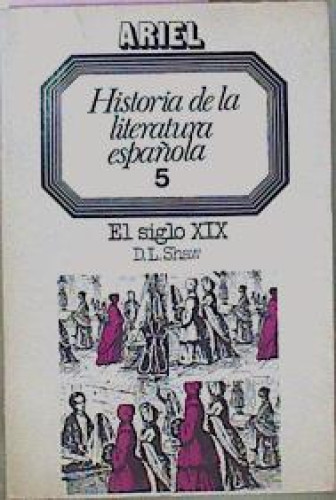 ARIEL
Historia de la
literatura
española
5
El siglo XIX
D.L.Shaw